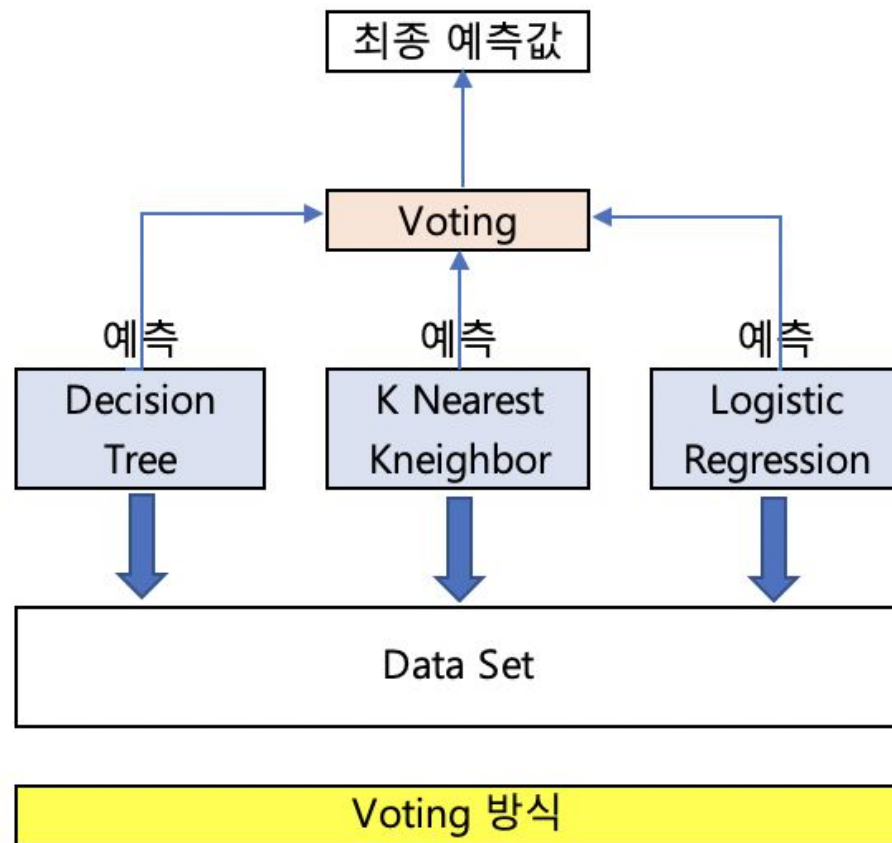 최종 예측값
Voting
예측
예측
예측
Decision
Tree
K Nearest
Kneighbor
Logistic
Regression
Data Set
Voting 방식